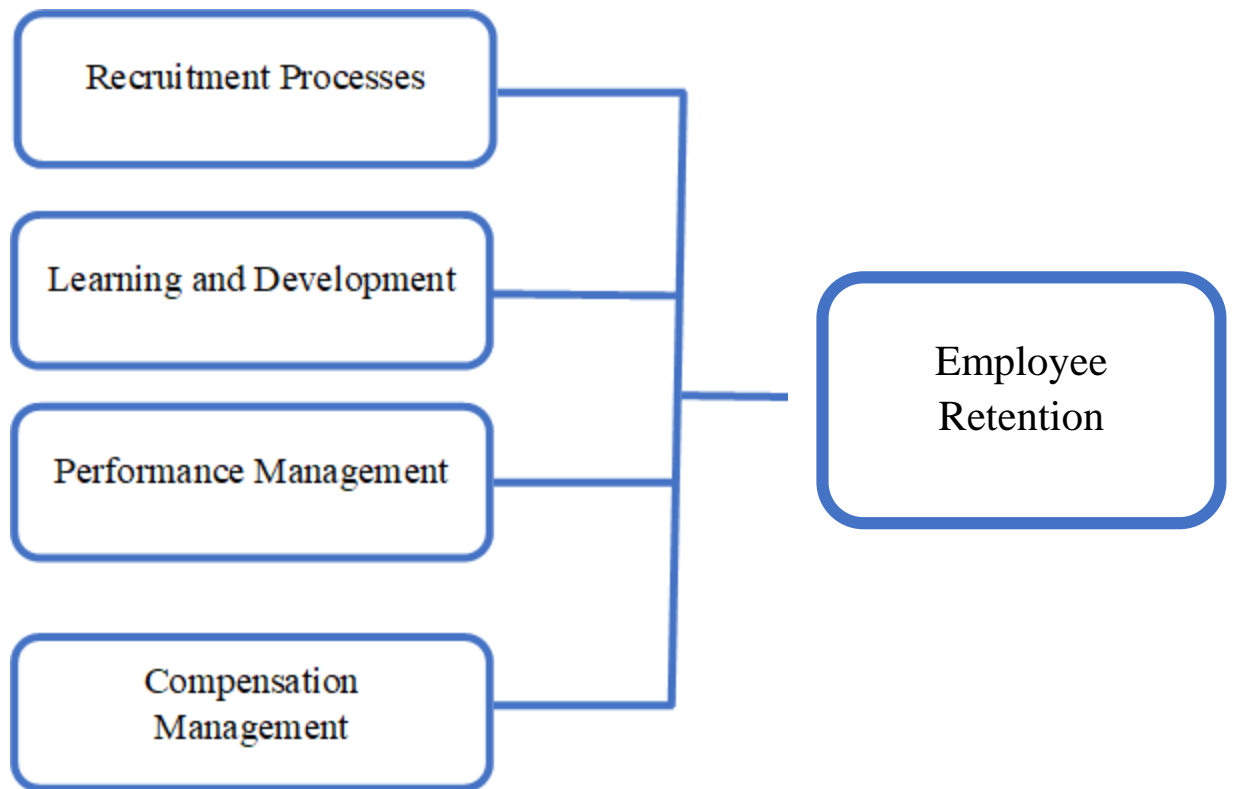 Recruitment Processes
Learning and Development
Performance Management
Compensation
Management
Employee
Retention